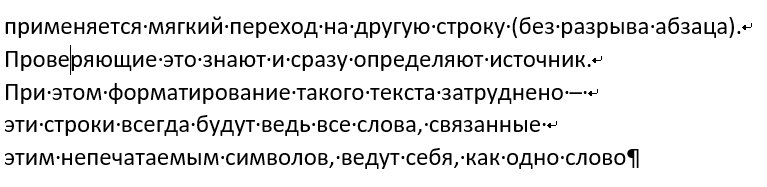 применяется мягкий переход на другую строку (без разрыва абзаца).
Проверяющие это знают и сразу определяют источник.
При этом форматирование такого текста затруднено –
эти строки всегда будут ведь все слова, связанные
этим непечатаемым символов, ведут себя, как одно слово¶